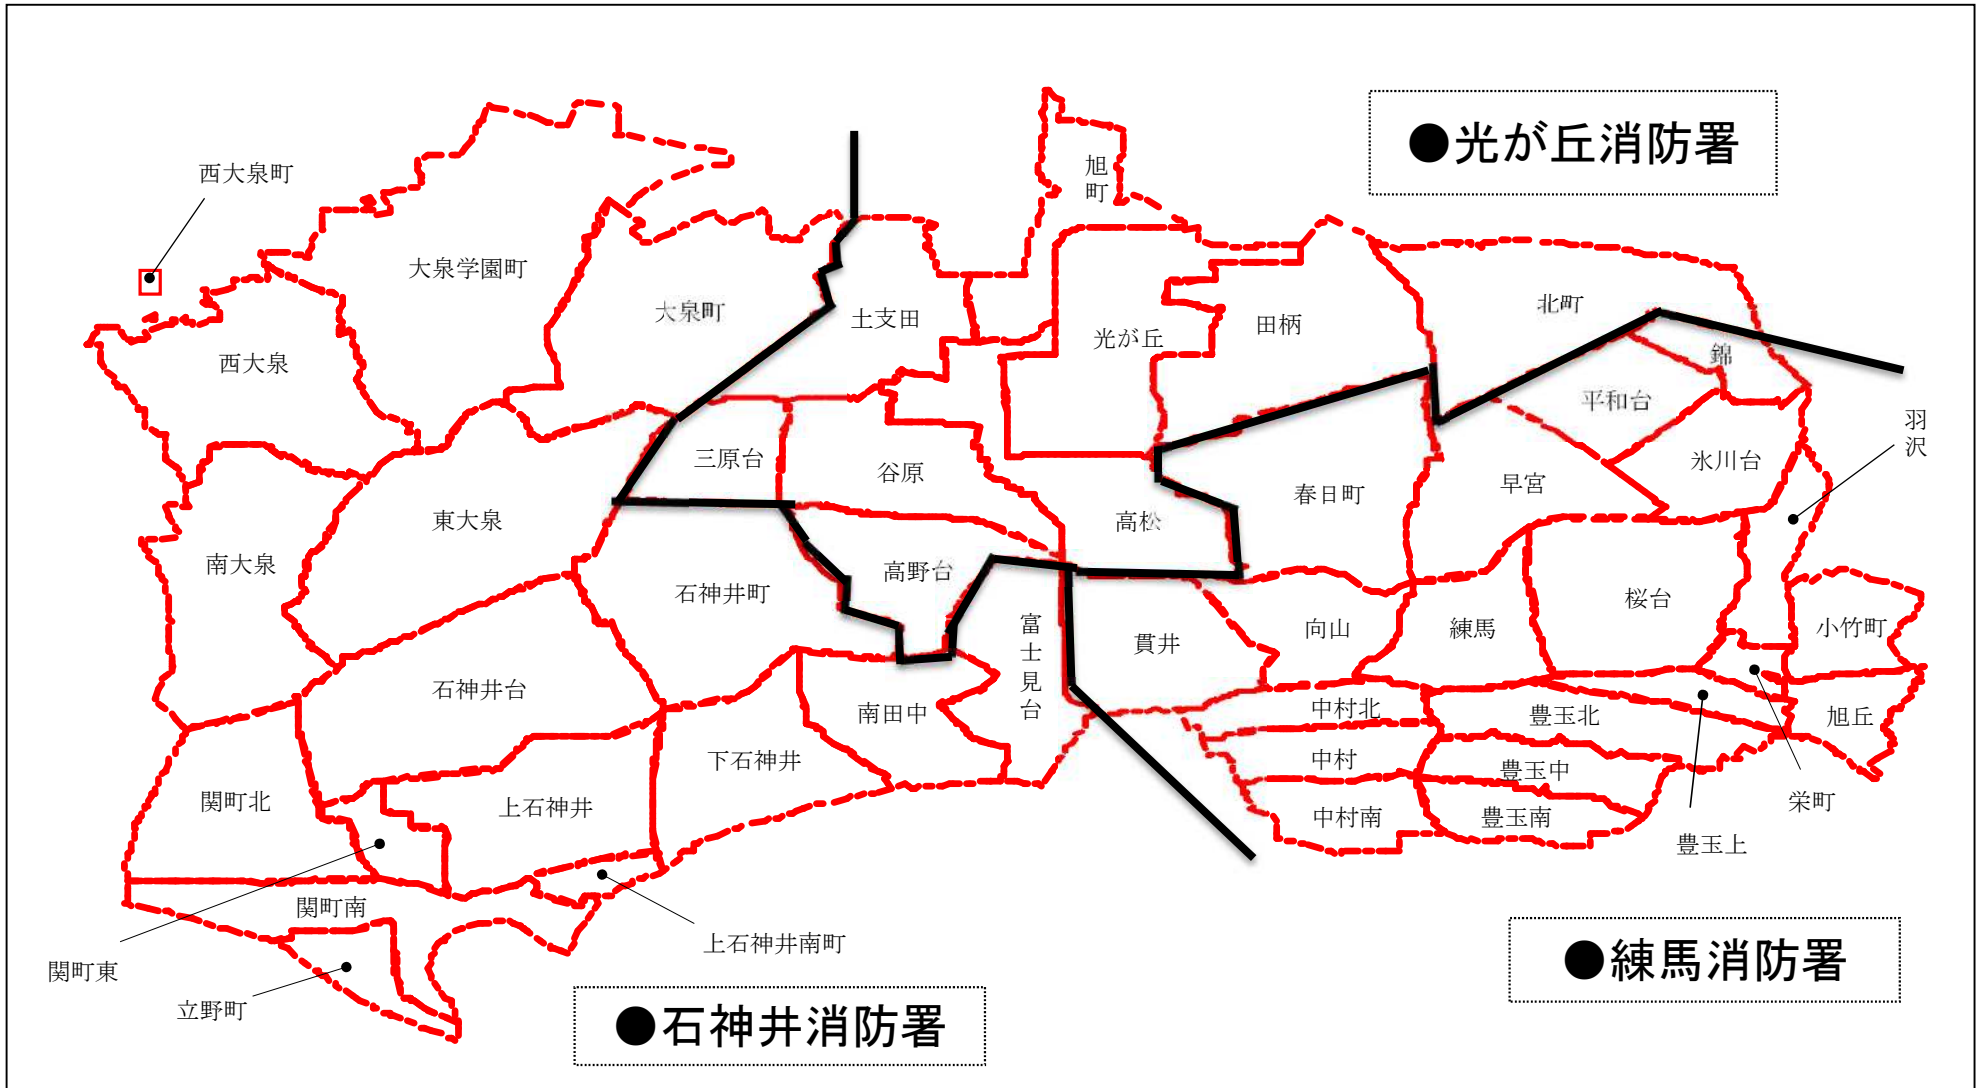 ●光が丘消防署
旭町
西大泉町
大泉学園町
大泉町
土支田
光が丘
田柄
北町
西大泉
錦
平和台
羽沢
三原台
谷原
氷川台
春日町
早宮
東大泉
高松
南大泉
高野台
石神井町
富士見台
貫井
向山
練馬
桜台
小竹町
石神井台
南田中
中村北
豊玉北
旭丘
下石神井
中村
豊玉中
関町北
上石神井
中村南
豊玉南
栄町
豊玉上
関町南
上石神井南町
関町東
立野町
●練馬消防署
●石神井消防署